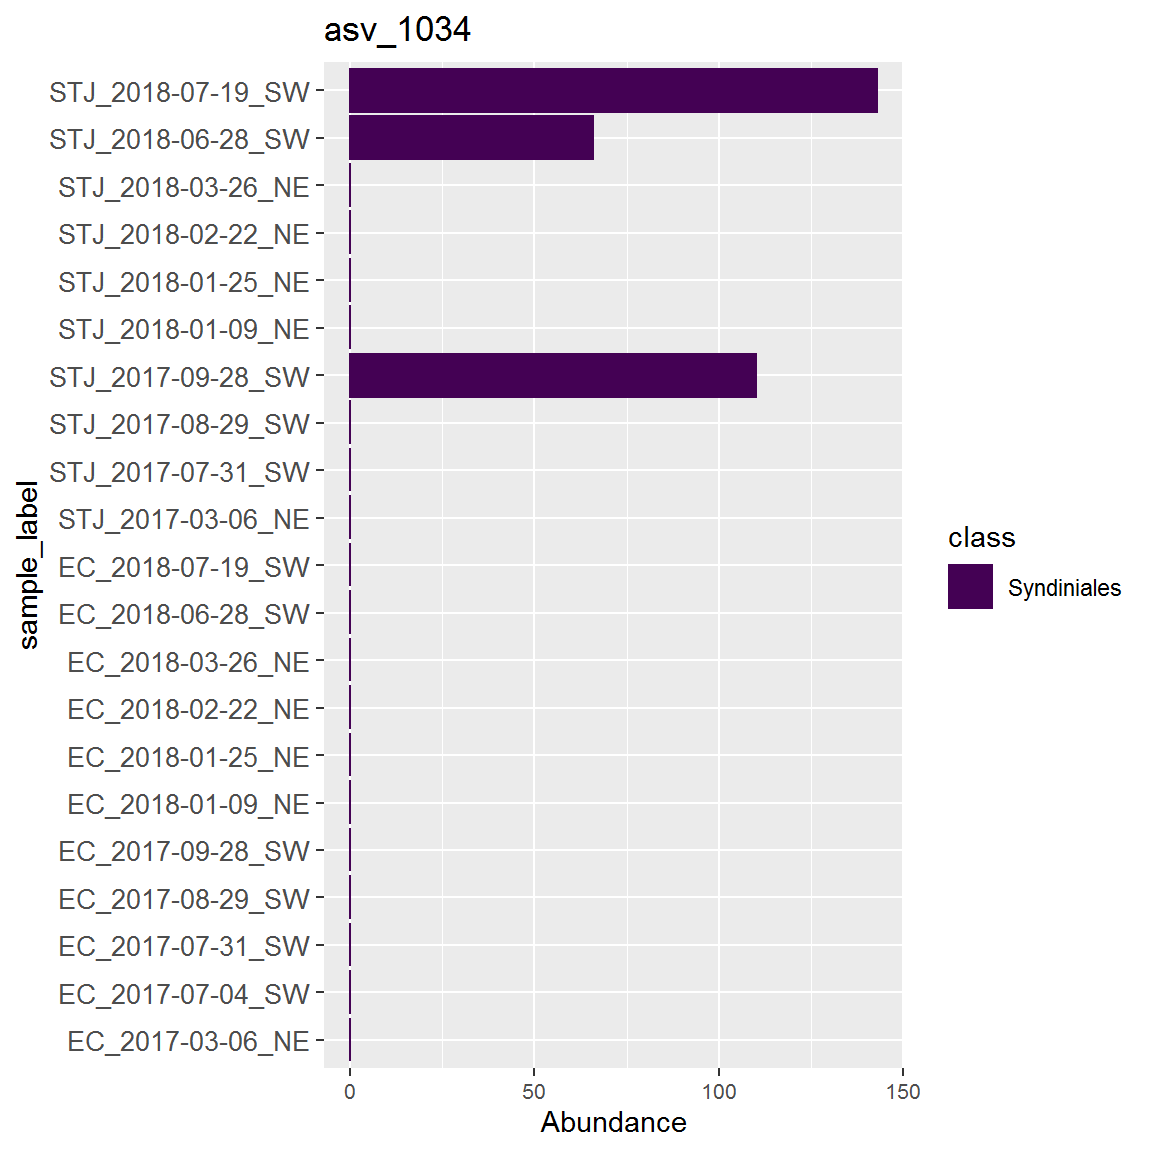 asv_1034
STJ_2018-07-19_SW
STJ_2018-06-28_SW
STJ_2018-03-26_NE
STJ_2018-02-22_NE
STJ_2018-01-25_NE
STJ_2018-01-09_NE
STJ_2017-09-28_SW
STJ_2017-08-29_SW
STJ_2017-07-31_SW
STJ_2017-03-06_NE
EC_2018-07-19_SW
EC_2018-06-28_SW
EC_2018-03-26_NE
EC_2018-02-22_NE
EC_2018-01-25_NE
EC_2018-01-09_NE
EC_2017-09-28_SW
EC_2017-08-29_SW
EC_2017-07-31_SW
EC_2017-07-04_SW
EC_2017-03-06_NE
sample_label
0 50 100 150
Abundance
class
Syndiniales